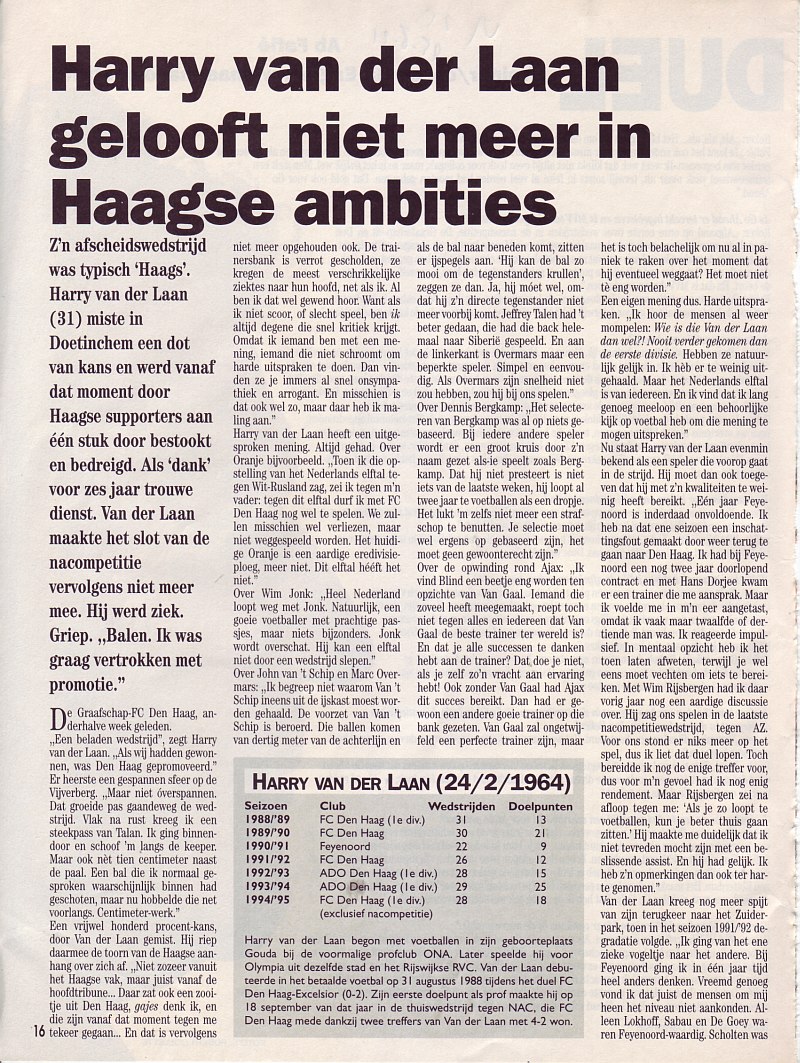 Harry van der Laan
gelooft niet meer in
Haagse ambities
Z'n afscheidswedstrijd
was typisch ‘Haags’.
Harry van der Laan
(31) miste in
Doetinchem een dot
van kans en werd vanaf
dat moment door
Haagse supporters aan
één stuk door bestookt
en bedreigd. Als ‘dank’
voor zes jaar trouwe
dienst. Van der Laan
maakte het slot van de
nacompetitie
vervolgens niet meer
mee. Hij werd ziek.
Griep. „Balen. Ik was
graag vertrokken met
promotie.”
De Graafschap-FC Den Haag, an-
derhalve week geleden.
„Een beladen wedstrijd”, zegt Harry
van der Laan. „Als wij hadden gewon-
nen, was Den Haag gepromoveerd.”
Er heerste een gespannen sfeer op de
Vijverberg. „Maar niet óverspannen.
Dat groeide pas gaandeweg de wed-
strijd. Vlak na rust kreeg ik een
steekpass van Talan. Ik ging binnen-
door en schoof 'm langs de keeper.
Maar ook nèt tien centimeter naast
de paal. Een bal die ik normaal ge-
sproken waarschijnlijk binnen had
geschoten, maar nu hobbelde die net
voorlangs. Centimeter-werk.”
Een vrijwel honderd procent-kans,
door Van der Laan gemist. Hij riep
daarmee de toorn van de Haagse aan-
hang over zich af. „Niet zozeer vanuit
het Haagse vak, maar juist vanaf de
hoofdtribune... Daar zat ook een zooi-
tje uit Den Haag, gajes denk ik, en
die zijn vanaf dat moment tegen me
tekeer gegaan... En dat is vervolgens
niet meer opgehouden ook. De trai-
nersbank is verrot gescholden, ze
kregen de meest verschrikkelijke
ziektes naar hun hoofd, net als ik. Al
ben ik dat wel gewend hoor. Want als
ik niet scoor, of slecht speel, ben ik
altijd degene die snel kritiek krijgt.
Omdat ik iemand ben met een me-
ning, iemand die niet schroomt om
harde uitspraken te doen. Dan vin-
den ze je immers al snel onsympa-
thiek en arrogant. En misschien is
dat ook wel zo, maar daar heb ik ma-
ling aan.”
Harry van der Laan heeft een uitge-
sproken mening. Altijd gehad. Over
Oranje bijvoorbeeld. „Toen ik die op-
stelling van het Nederlands elftal te-
gen Wit-Rusland zag, zei ik tegen m'n
vader: tegen dit elftal durf ik met FC
Den Haag nog wel te spelen. We zul-
len misschien wel verliezen, maar
niet weggespeeld worden. Het huidi-
ge Oranje is een aardige eredivisie-
ploeg, meer niet. Dit elftal hééft het
niet.”
Over Wim Jonk: „Heel Nederland
loopt weg met Jonk. Natuurlijk, een
goeie voetballer met prachtige pas-
sjes, maar niets bijzonders. Jonk
wordt overschat. Hij kan een elftal
niet door een wedstrijd slepen.”
Over John van 't Schip en Marc Over-
mars: „Ik begreep niet waarom Van 't
Schip ineens uit de ijskast moest wor-
den gehaald. De voorzet van Van 't
Schip is beroerd. Die ballen komen
van dertig meter van de achterlijn en
als de bal naar beneden komt, zitten
er ijspegels aan. ‘Hij kan de bal zo
mooi om de tegenstanders krullen’,
zeggen ze dan. Ja, hij móet wel, om-
dat hij z'n directe tegenstander niet
meer voorbij komt. Jeffrey Talen had 't
beter gedaan, die had die back hele-
maal naar Siberië gespeeld. En aan
de linkerkant is Overmars maar een
beperkte speler. Simpel en eenvou-
dig. Als Overmars zijn snelheid niet
zou hebben, zou hij bij ons spelen.”
Over Dennis Bergkamp: „Het selecte-
ren van Bergkamp was al op niets ge-
baseerd. Bij iedere andere speler
wordt er een groot kruis door z'n
naam gezet als-ie speelt zoals Berg-
kamp. Dat hij niet presteert is niet
iets van de laatste weken, hij loopt al
twee jaar te voetballen als een dropje.
Het lukt 'm zelfs niet meer een straf-
schop te benutten. Je selectie moet
wel ergens op gebaseerd zijn, het
moet geen gewoonterecht zijn.”
Over de opwinding rond Ajax: „Ik
vind Blind een beetje eng worden ten
opzichte van Van Gaal. Iemand die
zoveel heeft meegemaakt, roept toch
niet tegen alles en iedereen dat Van
Gaal de beste trainer ter wereld is?
En dat je alle successen te danken
hebt aan de trainer? Dat doe je niet,
als je zelf zo'n vracht aan ervaring
hebt! Ook zonder Van Gaal had Ajax
dit succes bereikt. Dan had er ge-
woon een andere goeie trainer op die
bank gezeten. Van Gaal zal ongetwij-
feld een perfecte trainer zijn, maar
het is toch belachelijk om nu al in pa-
niek te raken over het moment dat
hij eventueel weggaat? Het moet niet
tè eng worden.”
Een eigen mening dus. Harde uitspra-
ken. „Ik hoor de mensen al weer
mompelen: Wie is die Van der Laan
dan wel?! Nooit verder gekomen dan
de eerste divisie. Hebben ze natuur-
lijk gelijk in. Ik hèb er te weinig uit-
gehaald. Maar het Nederlands elftal
is van iedereen. En ik vind dat ik lang
genoeg meeloop en een behoorlijke
kijk op voetbal heb om die mening te
mogen uitspreken.”
Nu staat Harry van der Laan evenmin
bekend als een speler die voorop gaat
in de strijd. Hij moet dan ook toege-
ven dat hij met z'n kwaliteiten te wei-
nig heeft bereikt. „Eén jaar Feye-
noord is inderdaad onvoldoende. Ik
heb na dat ene seizoen een inschat-
tingsfout gemaakt door weer terug te
gaan naar Den Haag. Ik had bij Feye-
noord een nog twee jaar doorlopend
contract en met Hans Dorjee kwam
er een trainer die me aansprak. Maar
ik voelde me in m'n eer aangetast,
omdat ik vaak maar twaalfde of der-
tiende man was. Ik reageerde impul-
sief. In mentaal opzicht heb ik het
toen laten afweten, terwijl je wel
eens moet vechten om iets te berei-
ken. Met Wim Rijsbergen had ik daar
vorig jaar nog een aardige discussie
over. Hij zag ons spelen in de laatste
nacompetitiewedstrijd, tegen AZ.
Voor ons stond er niks meer op het
spel, dus ik liet dat duel lopen. Toch
bereidde ik nog de enige treffer voor,
dus voor m'n gevoel had ik nog enig
rendement. Maar Rijsbergen zei na
afloop tegen me: ‘Als je zo loopt te
voetballen, kun je beter thuis gaan
zitten.’ Hij maakte me duidelijk dat ik
niet tevreden mocht zijn met een be-
slissende assist. En hij had gelijk. Ik
heb z'n opmerkingen dan ook ter har-
te genomen.”
Van der Laan kreeg nog meer spijt
van zijn terugkeer naar het Zuider-
park, toen in het seizoen 1991/'92 de-
gradatie volgde. „Ik ging van het ene
zieke vogeltje naar het andere. Bij
Feyenoord ging ik in één jaar tijd
heel anders denken. Vreemd genoeg
vond ik dat juist de mensen om mij
heen het niveau niet aankonden. Al-
leen Lokhoff, Sabau en De Goey wa-
ren Feyenoord-waardig. Scholten was
HARRY VAN DER LAAN (24/2/1964)
Seizoen Club Wedstrijden Doelpunten
1988/'89 FC Den Haag (1e div.) 31 13
1989/'90 FC Den Haag 30 21
1990/'91 Feyenoord 22 9
1991/'92 FC Den Haag 26 12
1992/'93 ADO Den Haag (1e div.) 28 15
1993/'94 ADO Den Haag (1e div.) 29 25
1994/'95 FC Den Haag (1e div.) 28 18
(exclusief nacompetitie)
Harry van der Laan begon met voetballen in zijn geboorteplaats
Gouda bij de voormalige profclub ONA. Later speelde hij voor
Olympia uit dezelfde stad en het Rijswijkse RVC. Van der Laan debu-
teerde in het betaalde voetbal op 31 augustus 1988 tijdens het duel FC
Den Haag-Excelsior (0-2). Zijn eerste doelpunt als prof maakte hij op
18 september van dat jaar in de thuiswedstrijd tegen NAC, die FC
Den Haag mede dankzij twee treffers van Van der Laan met 4-2 won.
16